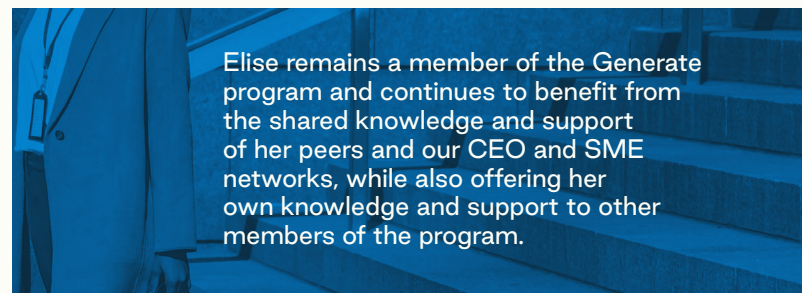 Elise remains a member of the Generate
program and continues to benefit from
the shared knowledge and support
of her peers and our CEO and SME
networks, while also offering her
own knowledge and support to other
members of the program.